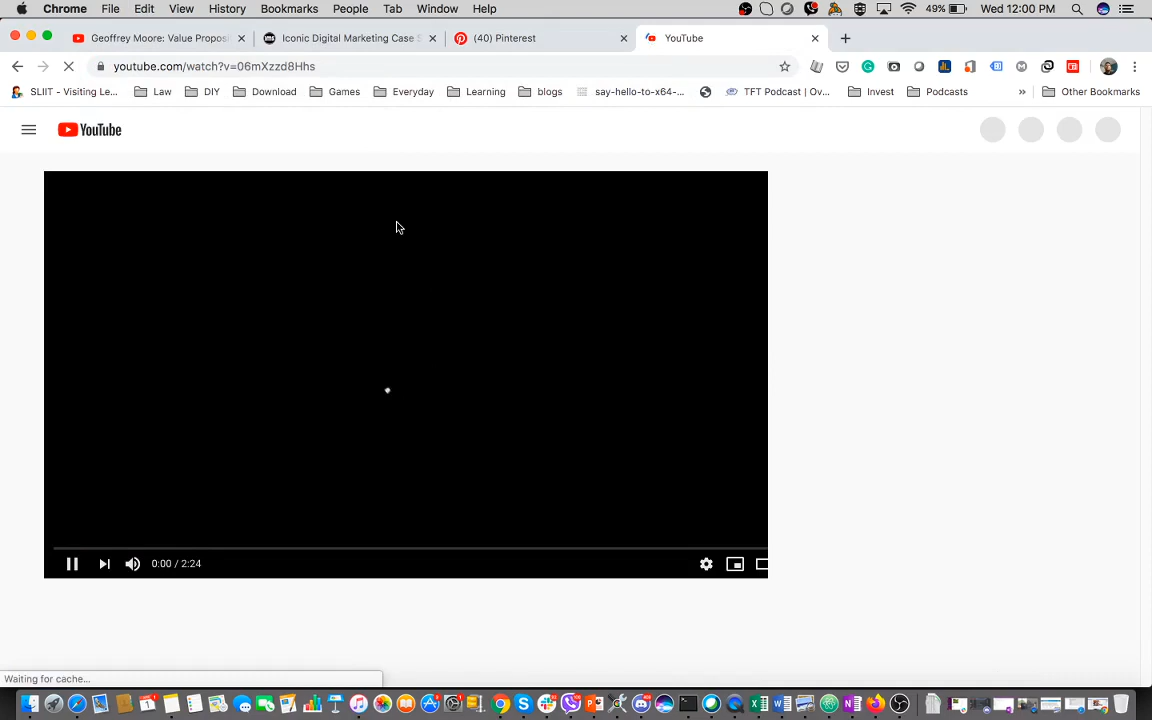 Chrome File Edit View History Bookmarks People Tab Window Help 49% Wed 12:00 PM
Geoffrey Moore: Value Propos Iconic Digital Marketing Case S (40) Pinterest YouTube
youtube.com/watch?v=06mXzzd8Hhs
SLIIT - Visiting Le... Law DIY Download Games Everyday Learning blogs say-hello-to-x64-... TFT Podcast | Ov... Invest Podcasts » Other Bookmarks
YouTube
0:00 / 2:24
Waiting for cache...